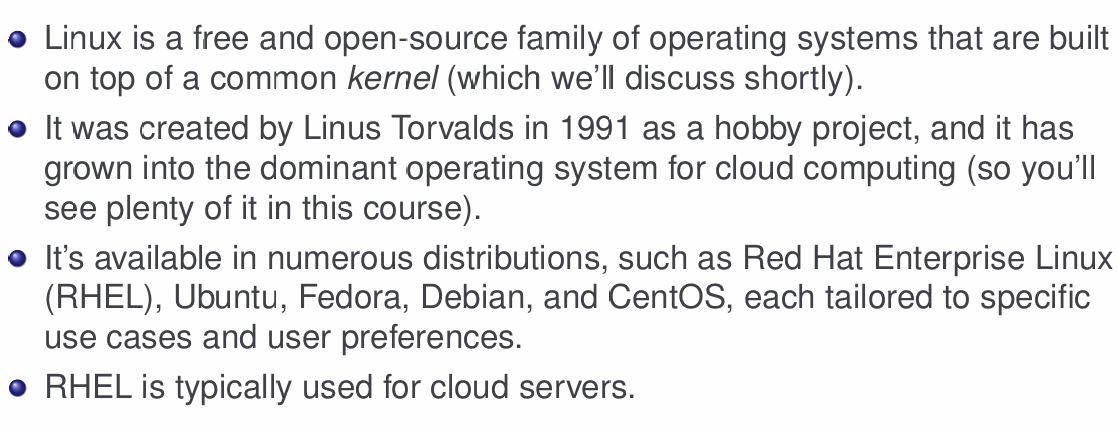 Linux is a free and open-source family of operating systems that are built
on top of a common kernel (which we'll discuss shortly).
It was created by Linus Torvalds in 1991 as a hobby project, and it has
grown into the dominant operating system for cloud computing (so you'll
see plenty of it in this course).
It's available in numerous distributions, such as Red Hat Enterprise Linux
(RHEL), Ubuntu, Fedora, Debian, and CentOS, each tailored to specific
use cases and user preferences.
RHEL is typically used for cloud servers.